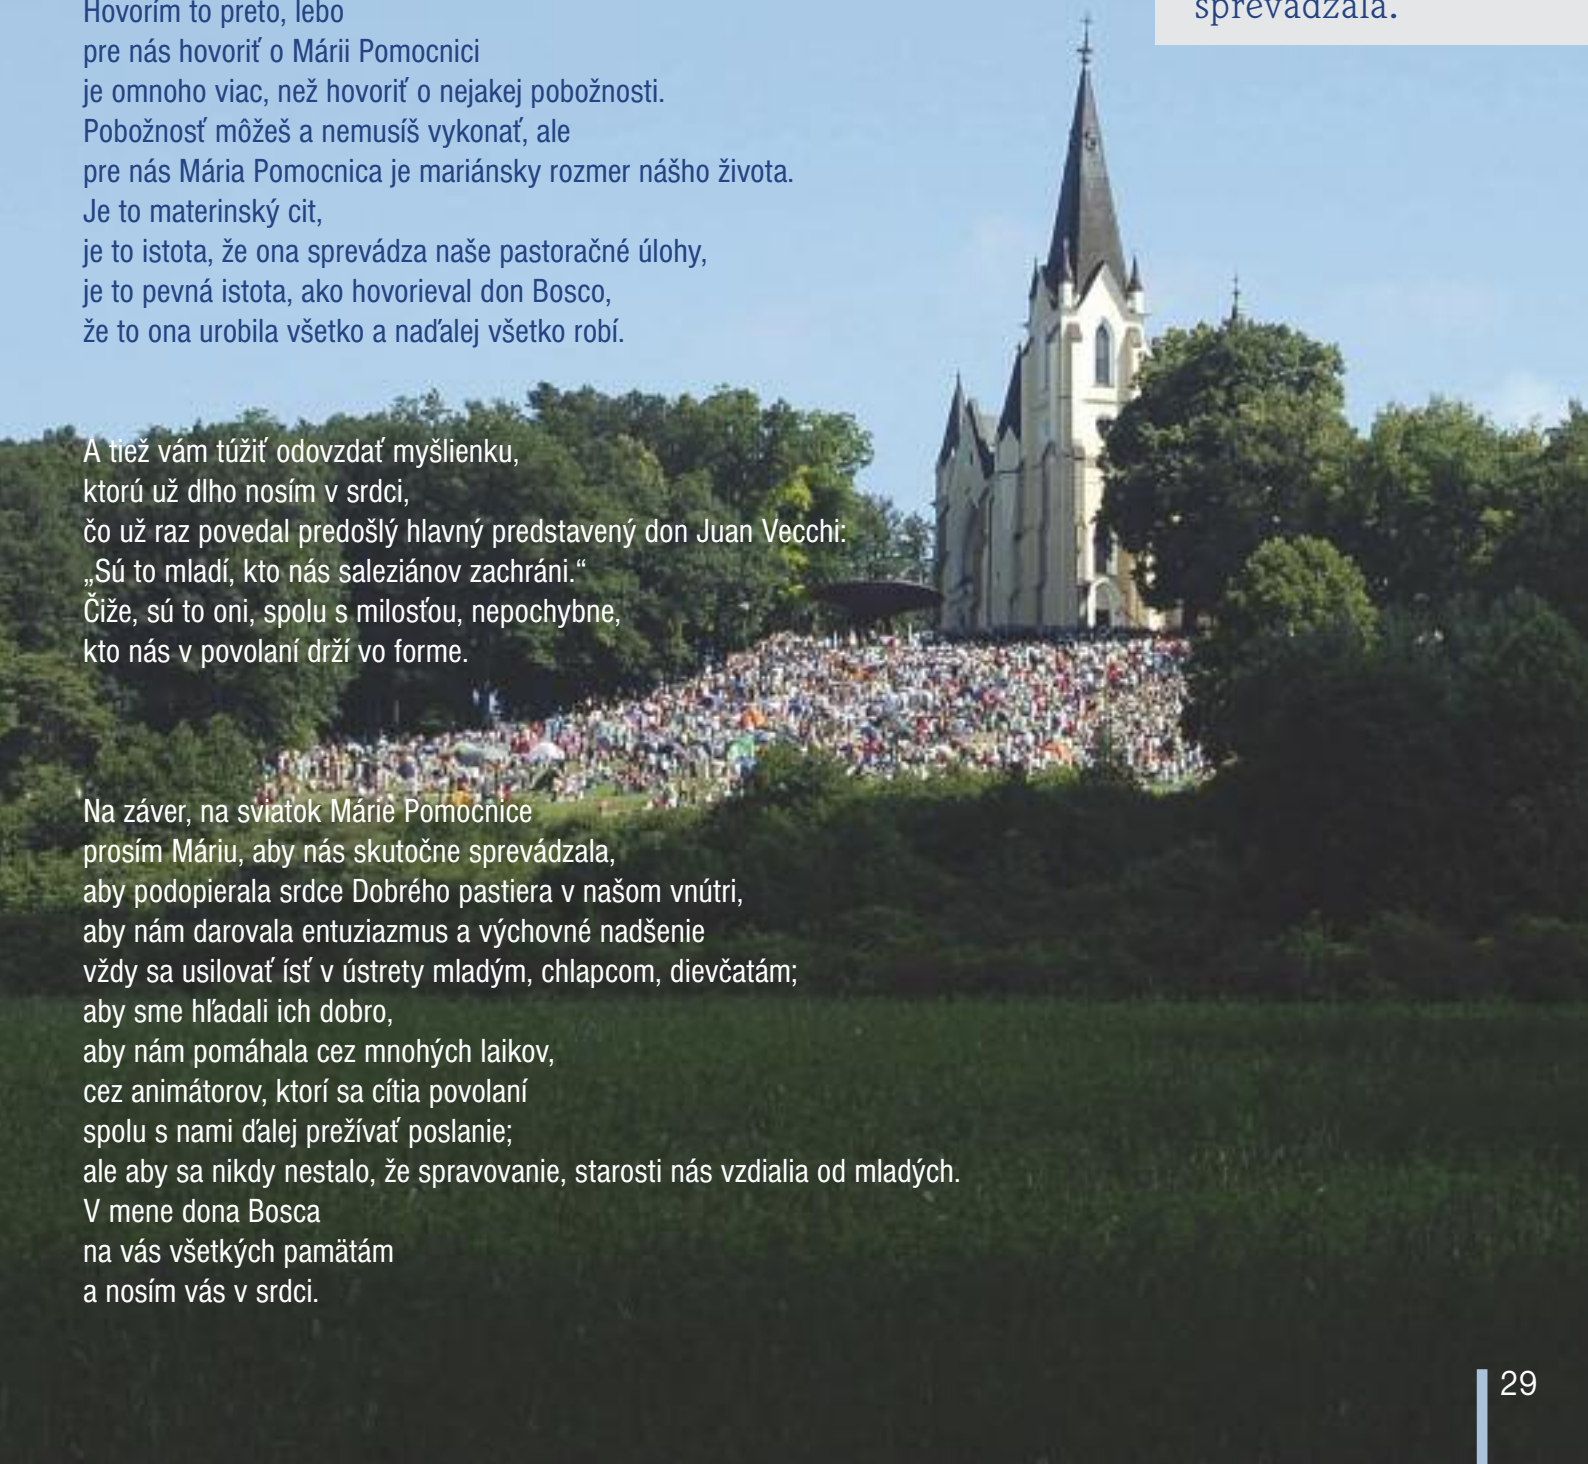 Hovorím to preto, lebo
pre nás hovoriť o Márii Pomocnici
je omnoho viac, než hovoriť o nejakej pobožnosti.
Pobožnosť môžeš a nemusíš vykonať, ale
pre nás Mária Pomocnica je mariánsky rozmer nášho života.
Je to materinský cit,
je to istota, že ona sprevádza naše pastoračné úlohy,
je to pevná istota, ako hovorieval don Bosco,
že to ona urobila všetko a naďalej všetko robí.
sprevádzala.
A tiež vám túžiť odovzdať myšlienku,
ktorú už dlho nosím v srdci,
čo už raz povedal predošlý hlavný predstavený don Juan Vecchi:
„Sú to mladí, kto nás saleziánov zachráni.“
Čiže, sú to oni, spolu s milosťou, nepochybne,
kto nás v povolaní drží vo forme.
Na záver, na sviatok Márie Pomocnice
prosím Máriu, aby nás skutočne sprevádzala,
aby podopierala srdce Dobrého pastiera v našom vnútri,
aby nám darovala entuziazmus a výchovné nadšenie
vždy sa usilovať ísť v ústrety mladým, chlapcom, dievčatám;
aby sme hľadali ich dobro,
aby nám pomáhala cez mnohých laikov,
cez animátorov, ktorí sa cítia povolaní
spolu s nami ďalej prežívať poslanie;
ale aby sa nikdy nestalo, že spravovanie, starosti nás vzdialia od mladých.
V mene dona Bosca
na vás všetkých pamätám
a nosím vás v srdci.
29